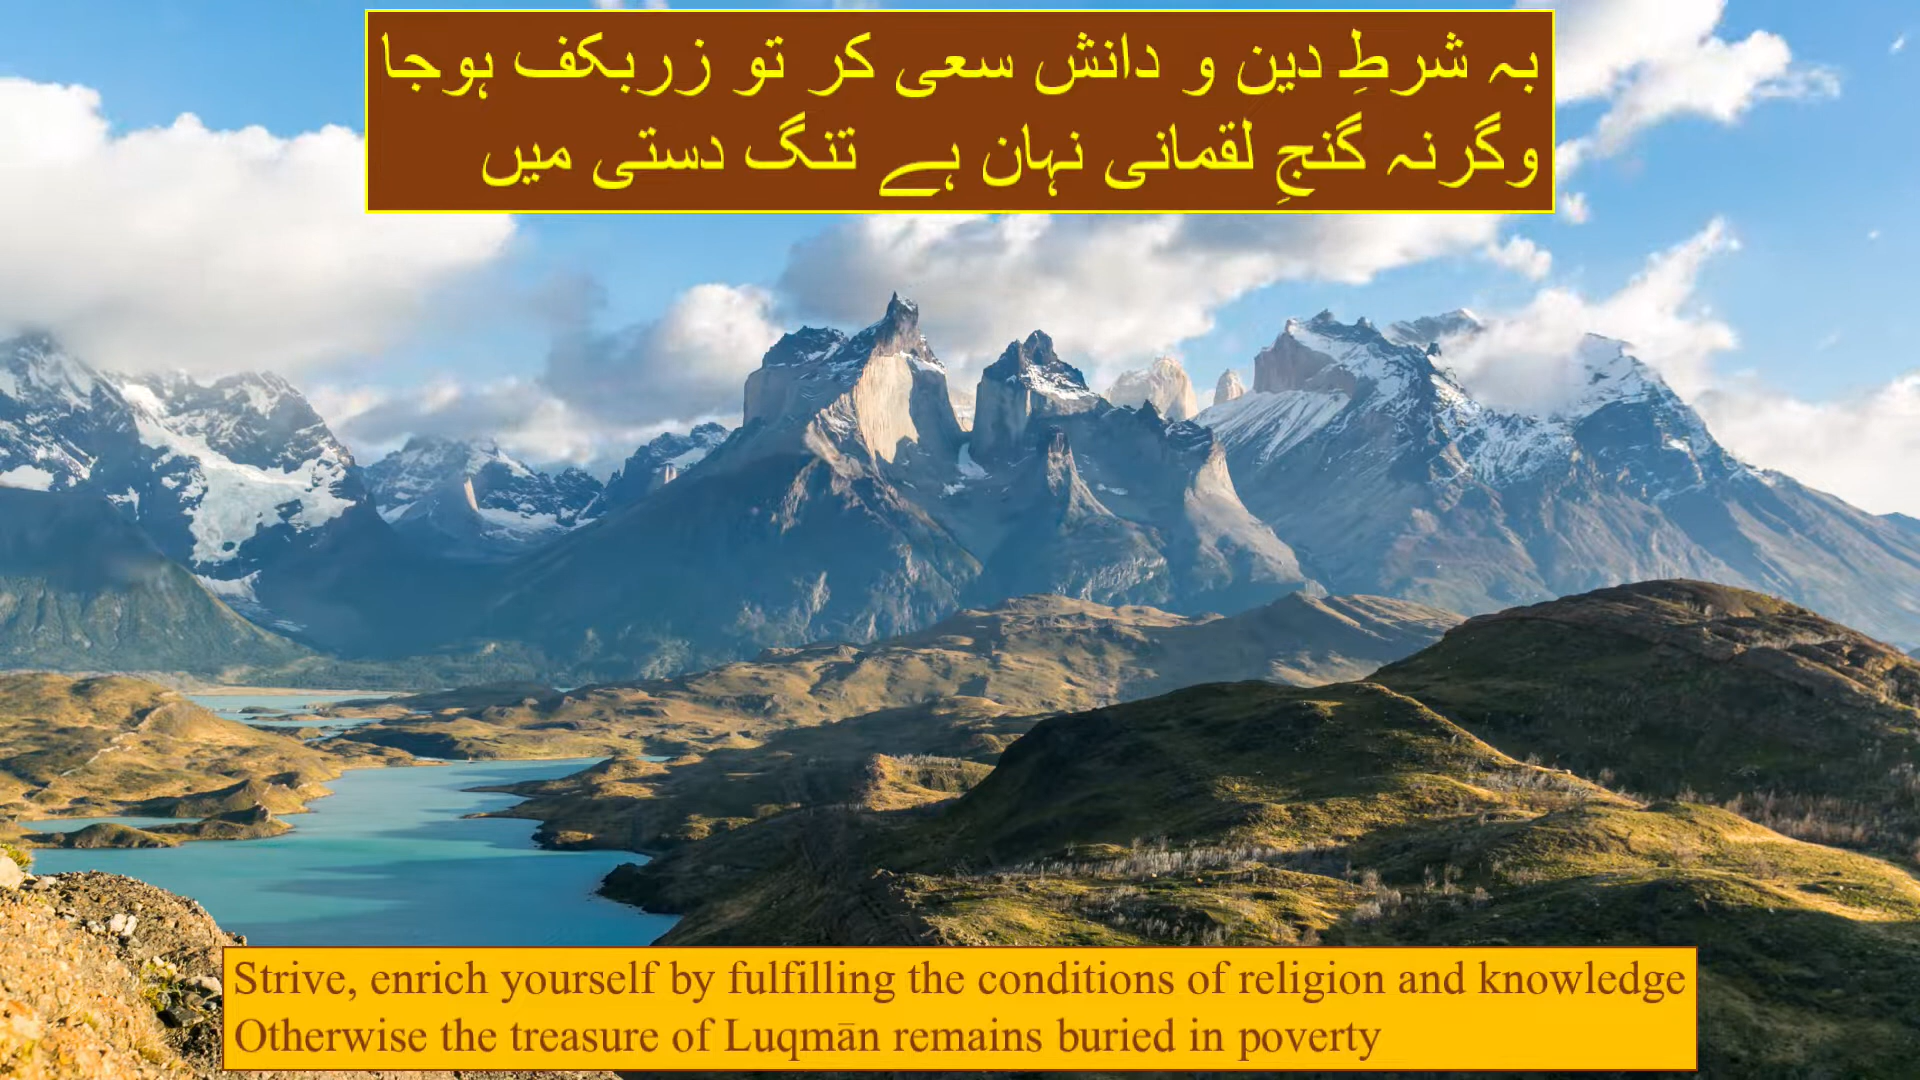 بہ شرطِ دین و دانش سعی کر تو زربکف ہوجا
وگرنہ گنجِ لقمانی نہان ہے تنگ دستی میں
Strive, enrich yourself by fulfilling the conditions of religion and knowledge
Otherwise the treasure of Luqmān remains buried in poverty